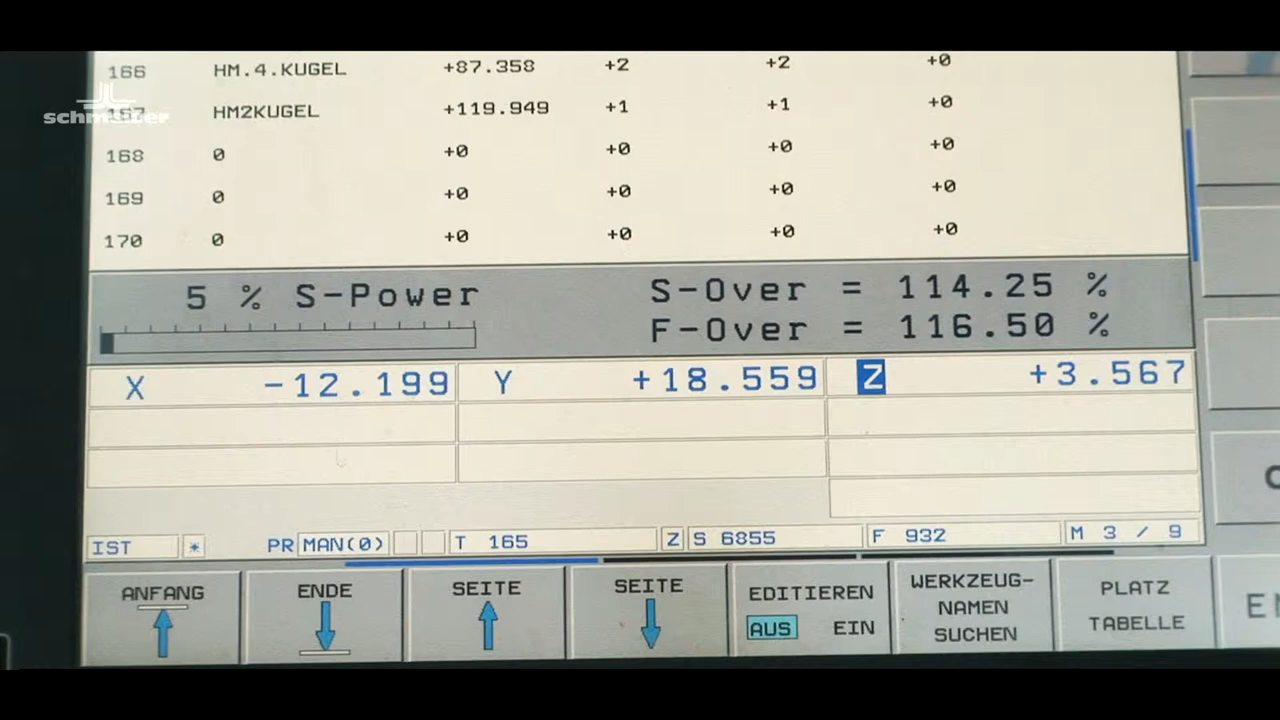 166 HM.4.KUGEL +87.358 +2 +2 +0
167 HM2KUGEL +119.949 +1 +1 +0
168 0 +0 +0 +0 +0
169 0 +0 +0 +0 +0
170 0 +0 +0 +0 +0
5 % S-Power S-Over = 114.25 %
F-Over = 116.50 %
X -12.199 Y +18.559 Z +3.567
IST * PR MAN(0) T 165 Z S 6855 F 932 M 3 / 9
ANFANG ENDE SEITE SEITE EDITIEREN AUS EIN WERKZEUG-NAMEN SUCHEN PLATZ TABELLE